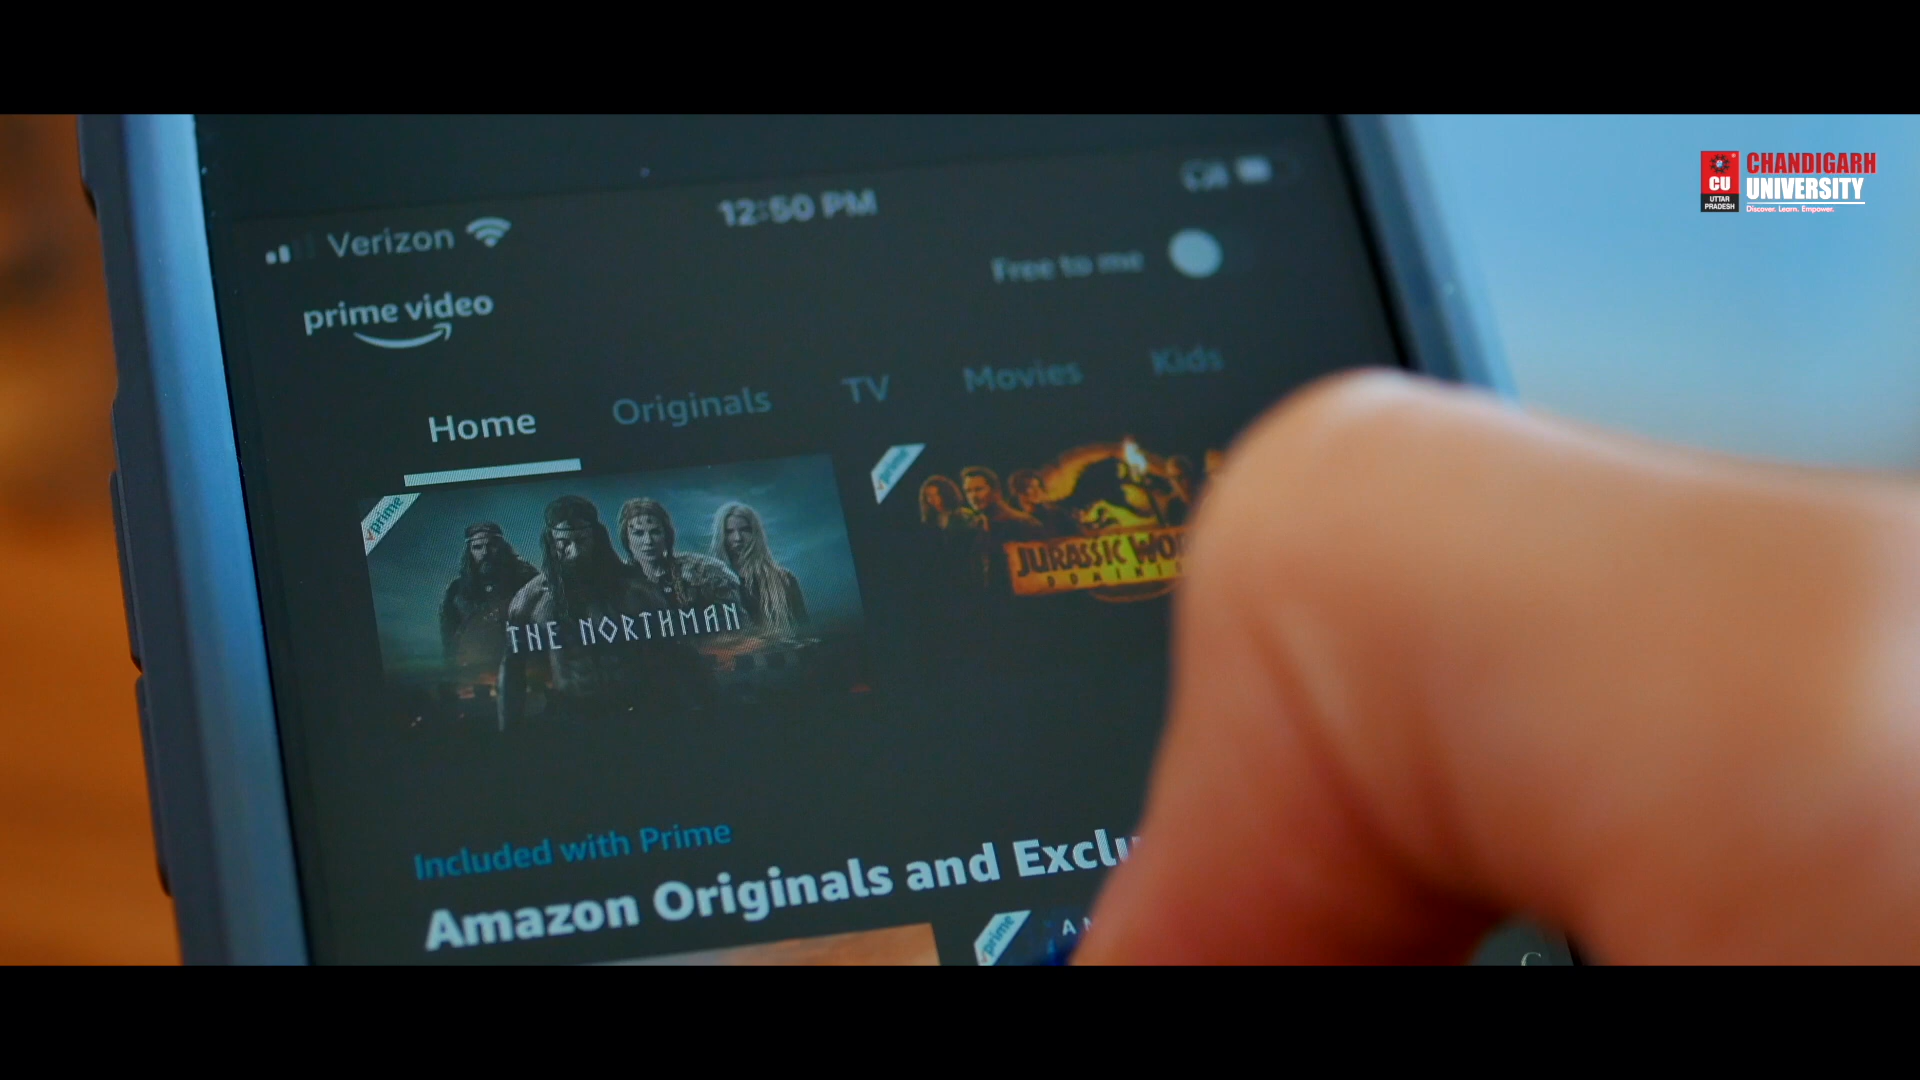 CHANDIGARH
UNIVERSITY
Discover. Learn. Empower.
CU
UTTAR
PRADESH
Verizon
12:50 PM
Free to me
prime video
Home
Originals
TV
Movies
Kids
prime
THE NORTHMAN
prime
JURASSIC WO
DOMINI
Included with Prime
Amazon Originals and Exclu
prime
A